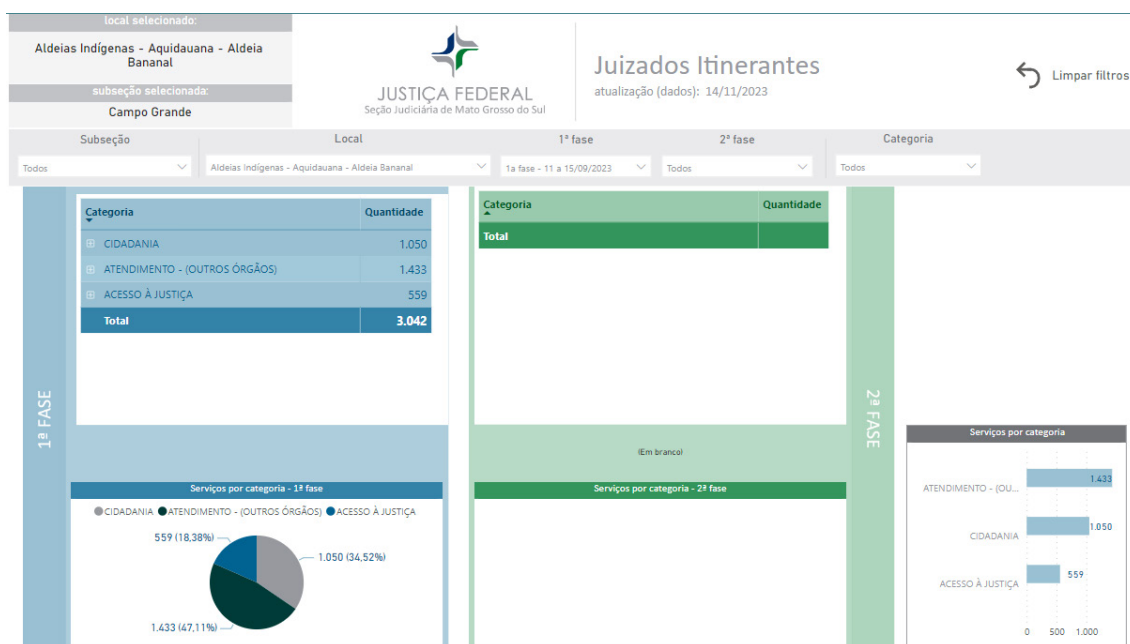 local selecionado:
Aldeias Indígenas - Aquidauana - Aldeia
Bananal
subseção selecionada:
Campo Grande
JUSTIÇA FEDERAL
Seção Judiciária de Mato Grosso do Sul
Juizados Itinerantes
atualização (dados): 14/11/2023
Limpar filtros
Subseção Local 1ª fase 2ª fase Categoria
Todos Aldeias Indígenas - Aquidauana - Aldeia Bananal 1a fase - 11 a 15/09/2023 Todos Todos
1ª FASE
Categoria Quantidade
CIDADANIA 1.050
ATENDIMENTO - (OUTROS ÓRGÃOS) 1.433
ACESSO À JUSTIÇA 559
Total 3.042
Serviços por categoria - 1ª fase
CIDADANIA ATENDIMENTO - (OUTROS ÓRGÃOS) ACESSO À JUSTIÇA
559 (18,38%)
1.050 (34,52%)
1.433 (47,11%)
Categoria Quantidade
Total
(Em branco)
Serviços por categoria - 2ª fase
2ª FASE
Serviços por categoria
ATENDIMENTO - (OU... 1.433
CIDADANIA 1.050
ACESSO À JUSTIÇA 559
0 500 1.000